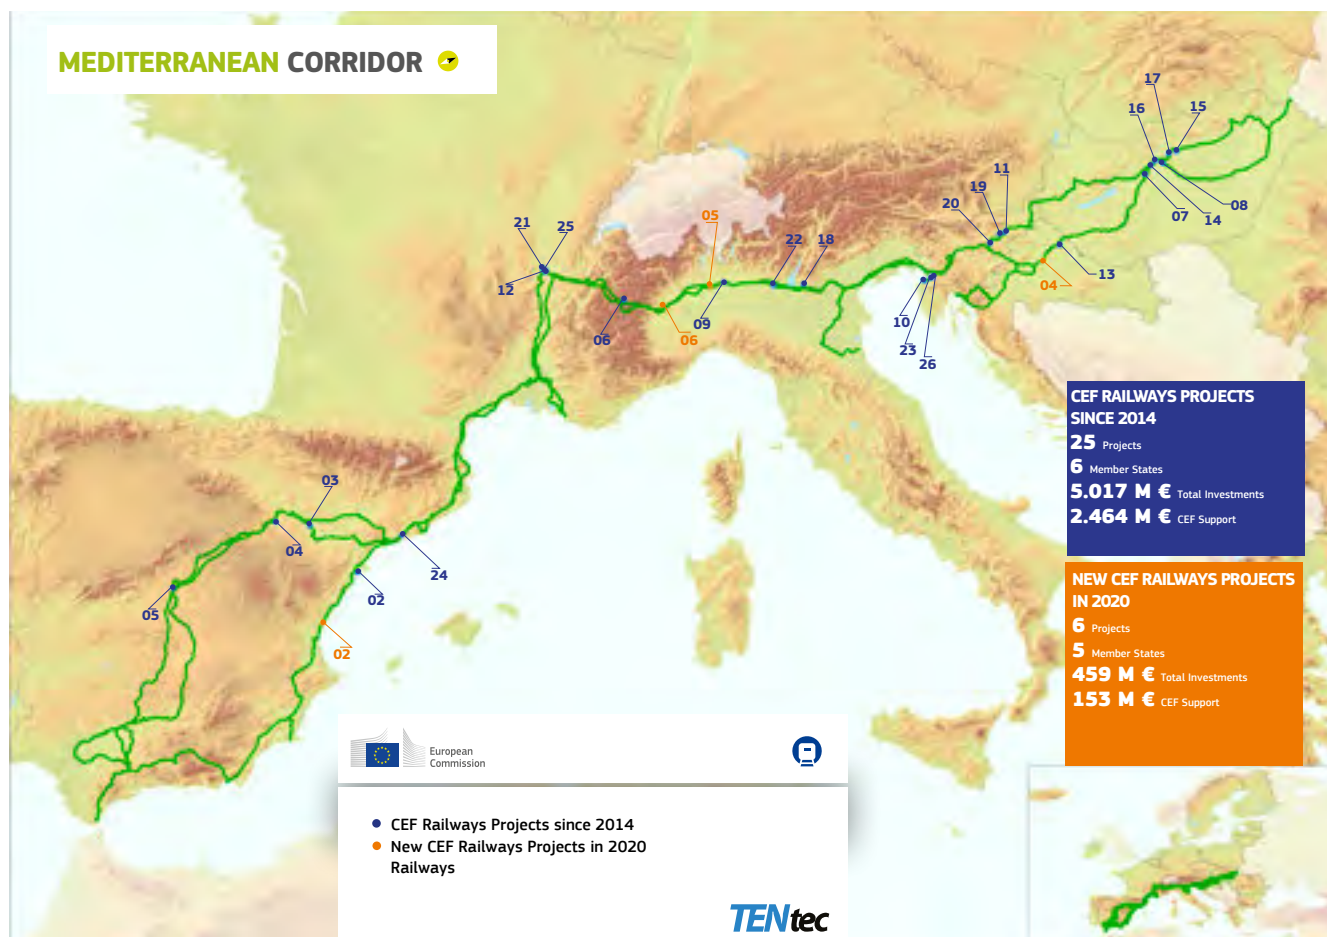 MEDITERRANEAN CORRIDOR
17
16
15
11
19
20
08
14
07
13
04
05
21
25
12
22
18
09
06
06
10
23
26
03
04
24
02
05
02
CEF RAILWAYS PROJECTS
SINCE 2014
25 Projects
6 Member States
5.017 M € Total Investments
2.464 M € CEF Support
NEW CEF RAILWAYS PROJECTS
IN 2020
6 Projects
5 Member States
459 M € Total Investments
153 M € CEF Support
European
Commission
CEF Railways Projects since 2014
New CEF Railways Projects in 2020
Railways
TENtec